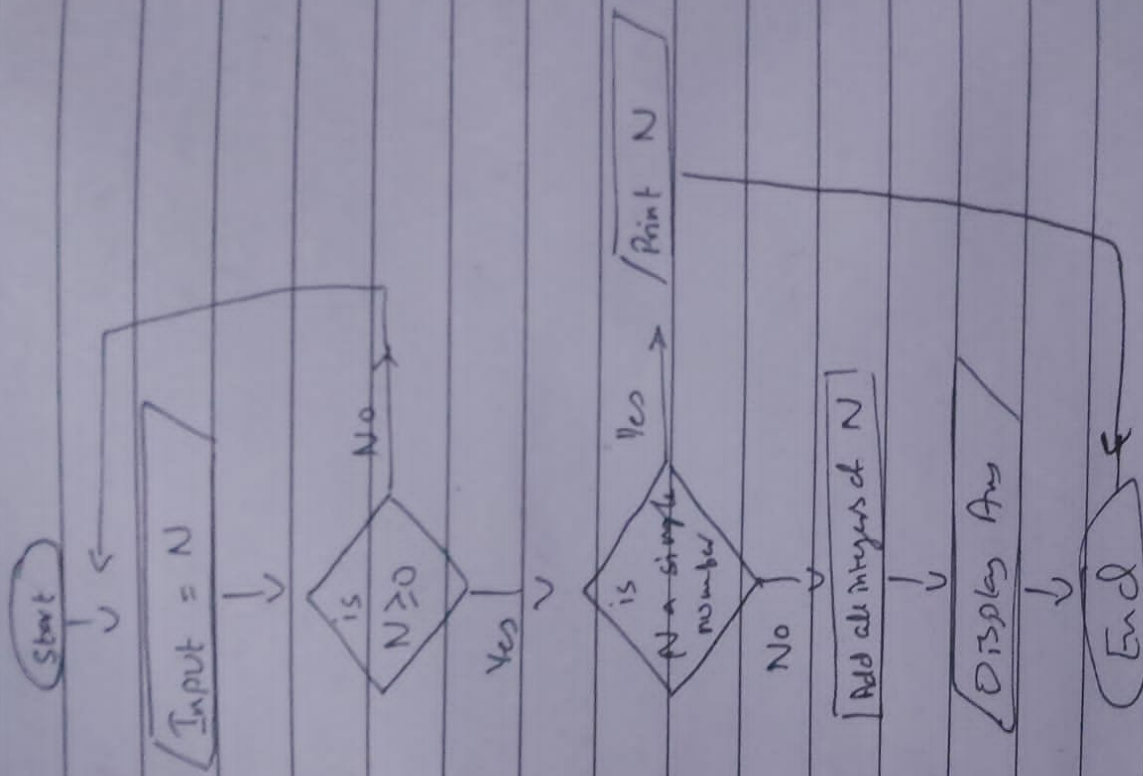 Start
Input = N
is
N ≥ 0
No
Yes
is
N a single
number
Yes
Print N
No
Add all integers of N
Display Ans
End